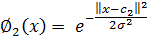 ∅₂(x) = e^(-‖x-c₂‖²/2σ²)